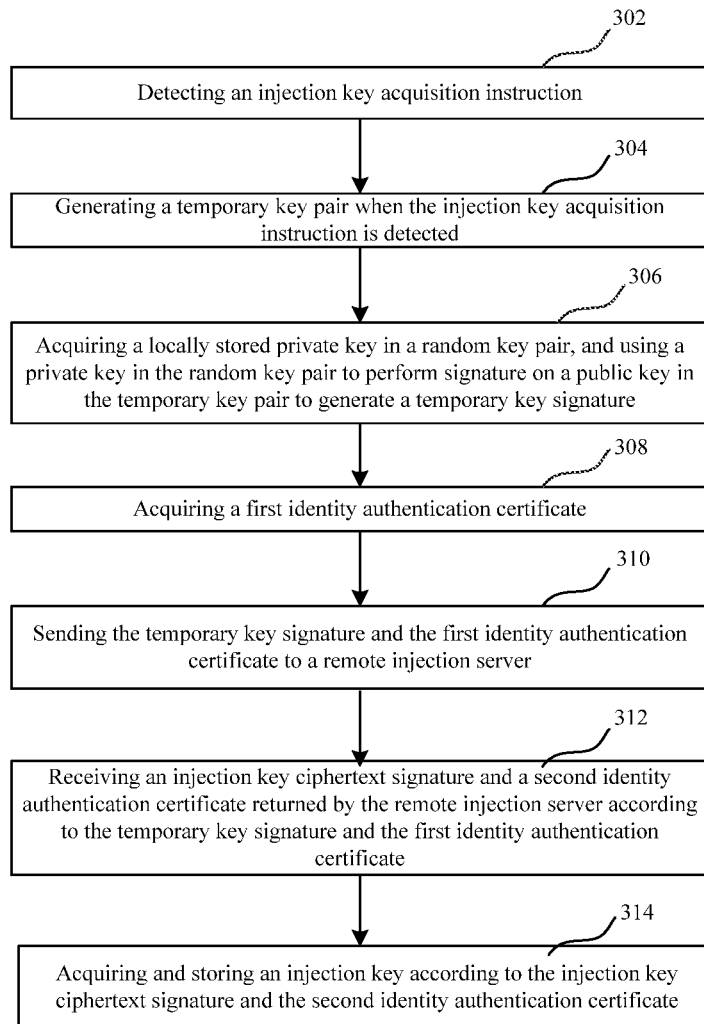 302
Detecting an injection key acquisition instruction
304
Generating a temporary key pair when the injection key acquisition
instruction is detected
306
Acquiring a locally stored private key in a random key pair, and using a
private key in the random key pair to perform signature on a public key in
the temporary key pair to generate a temporary key signature
308
Acquiring a first identity authentication certificate
310
Sending the temporary key signature and the first identity authentication
certificate to a remote injection server
312
Receiving an injection key ciphertext signature and a second identity
authentication certificate returned by the remote injection server according
to the temporary key signature and the first identity authentication
certificate
314
Acquiring and storing an injection key according to the injection key
ciphertext signature and the second identity authentication certificate